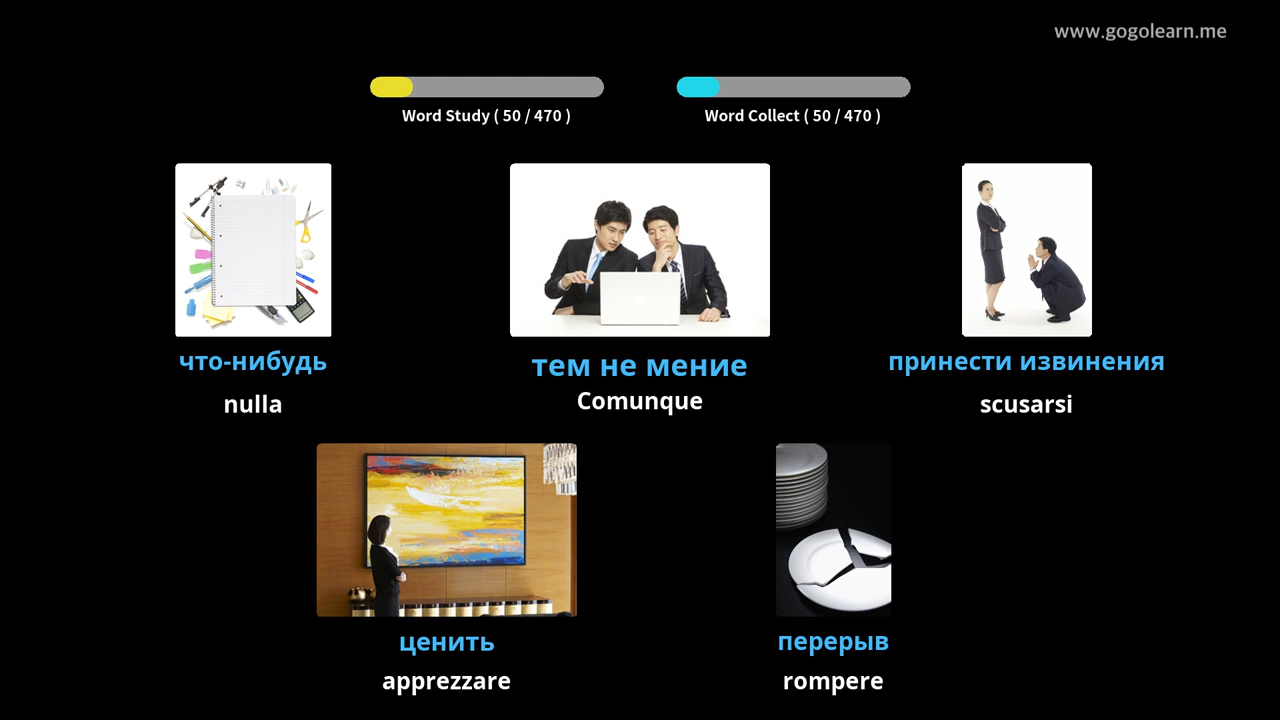 www.gogolearn.me
Word Study ( 50 / 470 )
Word Collect ( 50 / 470 )
что-нибудь
nulla
тем не мение
Comunque
принести извинения
scusarsi
ценить
apprezzare
перерыв
rompere